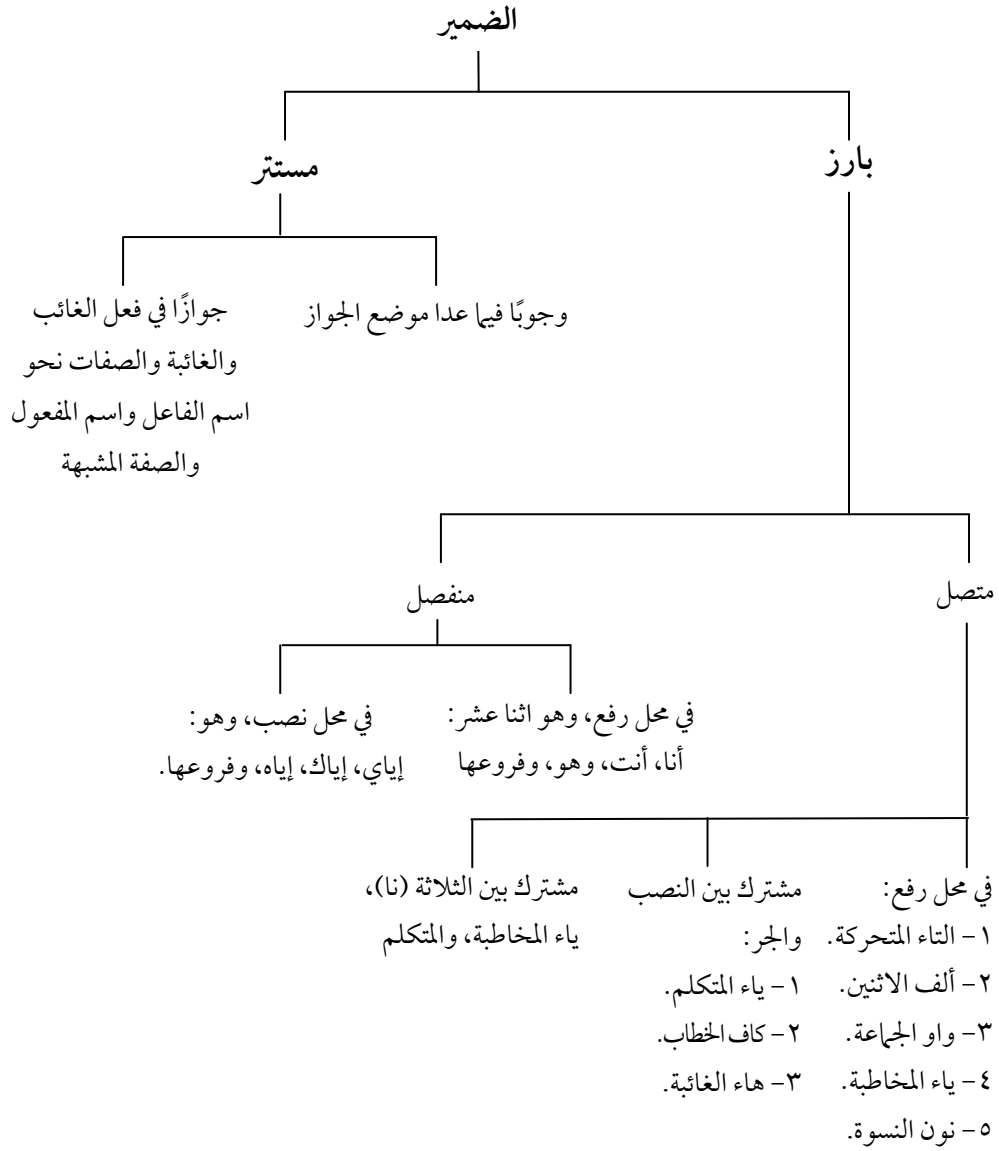 الضمير
بارز
مستتر
وجوبًا فيما عدا موضع الجواز
جوازًا في فعل الغائب
والغائبة والصفات نحو
اسم الفاعل واسم المفعول
والصفة المشبهة
متصل
منفصل
في محل رفع، وهو اثنا عشر:
أنا، أنت، وهو، وفروعها
في محل نصب، وهو:
إياي، إياك، إياه، وفروعها.
في محل رفع:
١- التاء المتحركة.
٢- ألف الاثنين.
٣- واو الجماعة.
٤- ياء المخاطبة.
٥- نون النسوة.
مشترك بين النصب
والجر:
١- ياء المتكلم.
٢- كاف الخطاب.
٣- هاء الغائبة.
مشترك بين الثلاثة (نا)،
ياء المخاطبة، والمتكلم